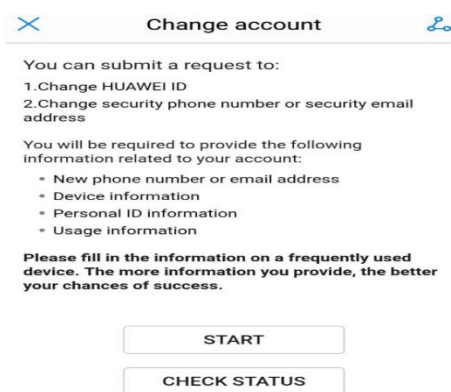 Change account
You can submit a request to:
1.Change HUAWEI ID
2.Change security phone number or security email
address
You will be required to provide the following
information related to your account:
• New phone number or email address
• Device information
• Personal ID information
• Usage information
Please fill in the information on a frequently used
device. The more information you provide, the better
your chances of success.
START
CHECK STATUS